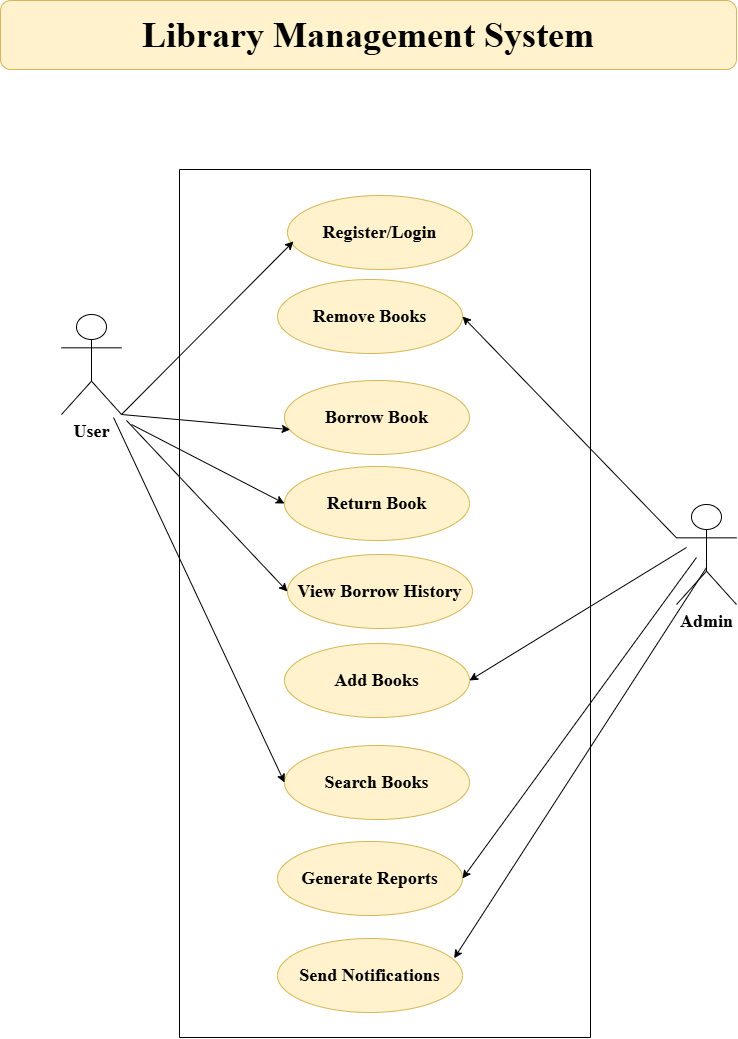 Library Management System
Register/Login
Remove Books
Borrow Book
User
Return Book
View Borrow History
Admin
Add Books
Search Books
Generate Reports
Send Notifications